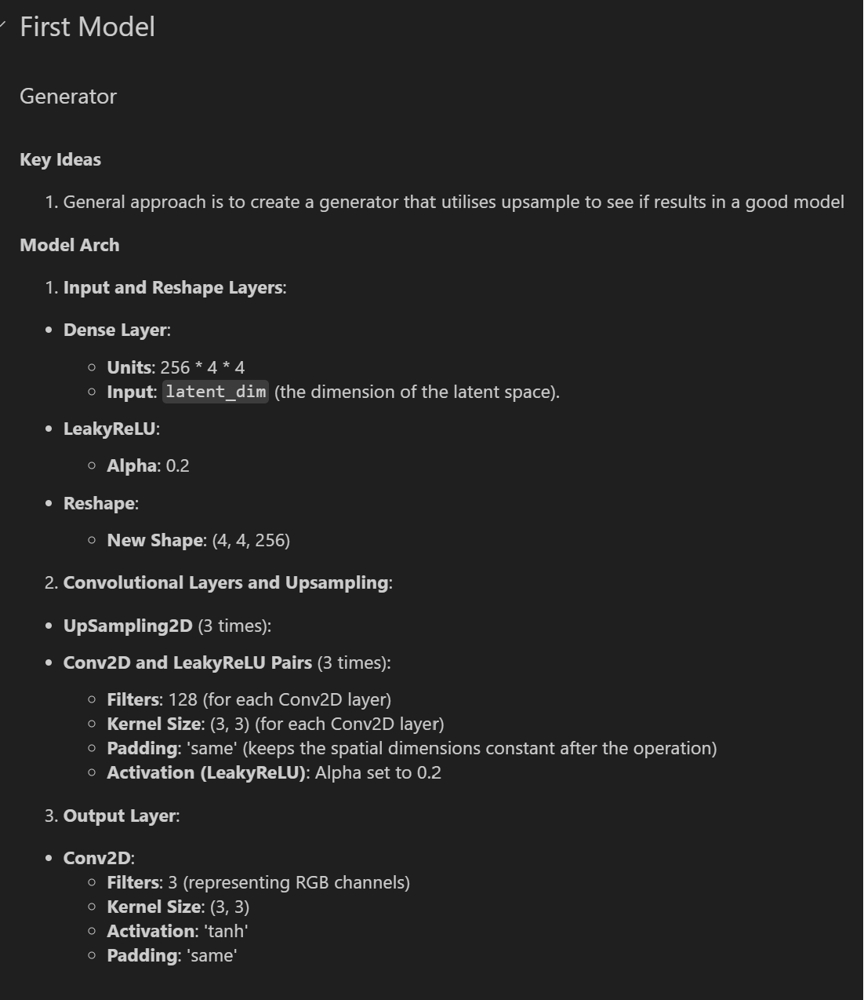 First Model
Generator
Key Ideas
1. General approach is to create a generator that utilises upsample to see if results in a good model
Model Arch
1. Input and Reshape Layers:
• Dense Layer:
◦ Units: 256 * 4 * 4
◦ Input: latent_dim (the dimension of the latent space).
• LeakyReLU:
◦ Alpha: 0.2
• Reshape:
◦ New Shape: (4, 4, 256)
2. Convolutional Layers and Upsampling:
• UpSampling2D (3 times):
• Conv2D and LeakyReLU Pairs (3 times):
◦ Filters: 128 (for each Conv2D layer)
◦ Kernel Size: (3, 3) (for each Conv2D layer)
◦ Padding: 'same' (keeps the spatial dimensions constant after the operation)
◦ Activation (LeakyReLU): Alpha set to 0.2
3. Output Layer:
• Conv2D:
◦ Filters: 3 (representing RGB channels)
◦ Kernel Size: (3, 3)
◦ Activation: 'tanh'
◦ Padding: 'same'